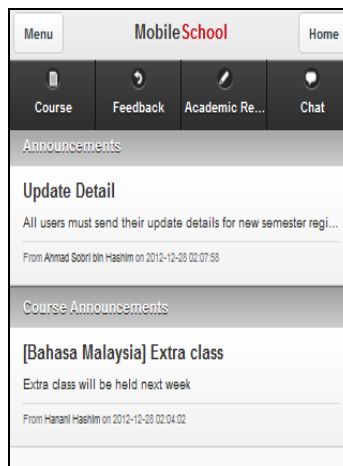 Menu MobileSchool Home
Course Feedback Academic Re... Chat
Announcements
Update Detail
All users must send their update details for new semester regi...
From Ahmad Sobri bin Hashim on 2012-12-28 02:07:58
Course Announcements
[Bahasa Malaysia] Extra class
Extra class will be held next week
From Hanani Hashim on 2012-12-28 02:04:02